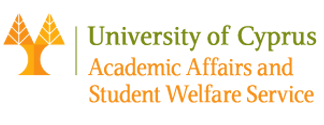 University of Cyprus
Academic Affairs and
Student Welfare Service